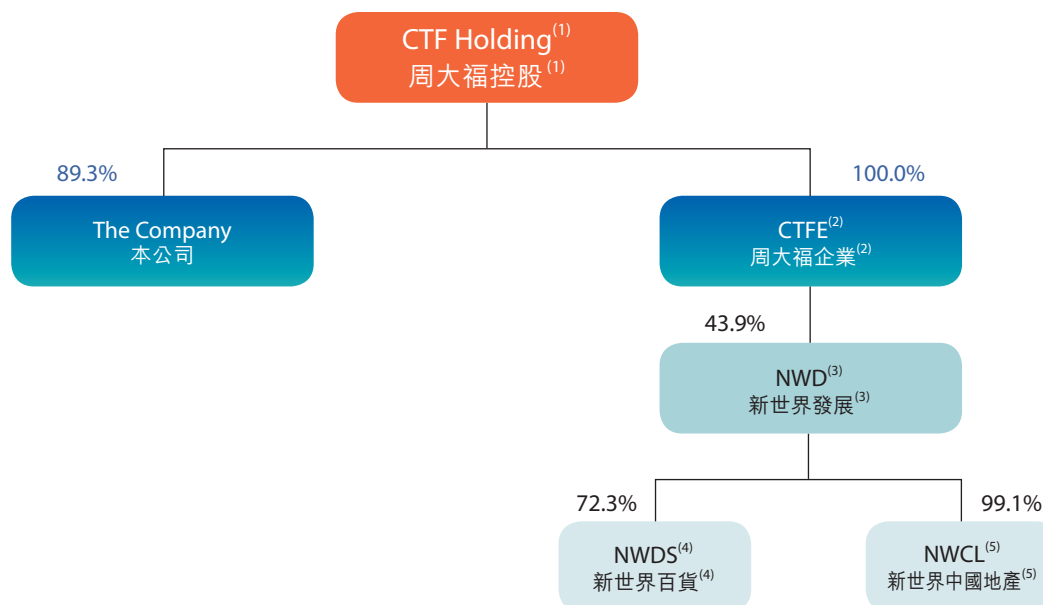 CTF Holding(1)
周大福控股(1)
89.3%
100.0%
The Company
本公司
CTFE(2)
周大福企業(2)
43.9%
NWD(3)
新世界發展(3)
72.3%
99.1%
NWDS(4)
新世界百貨(4)
NWCL(5)
新世界中國地產(5)